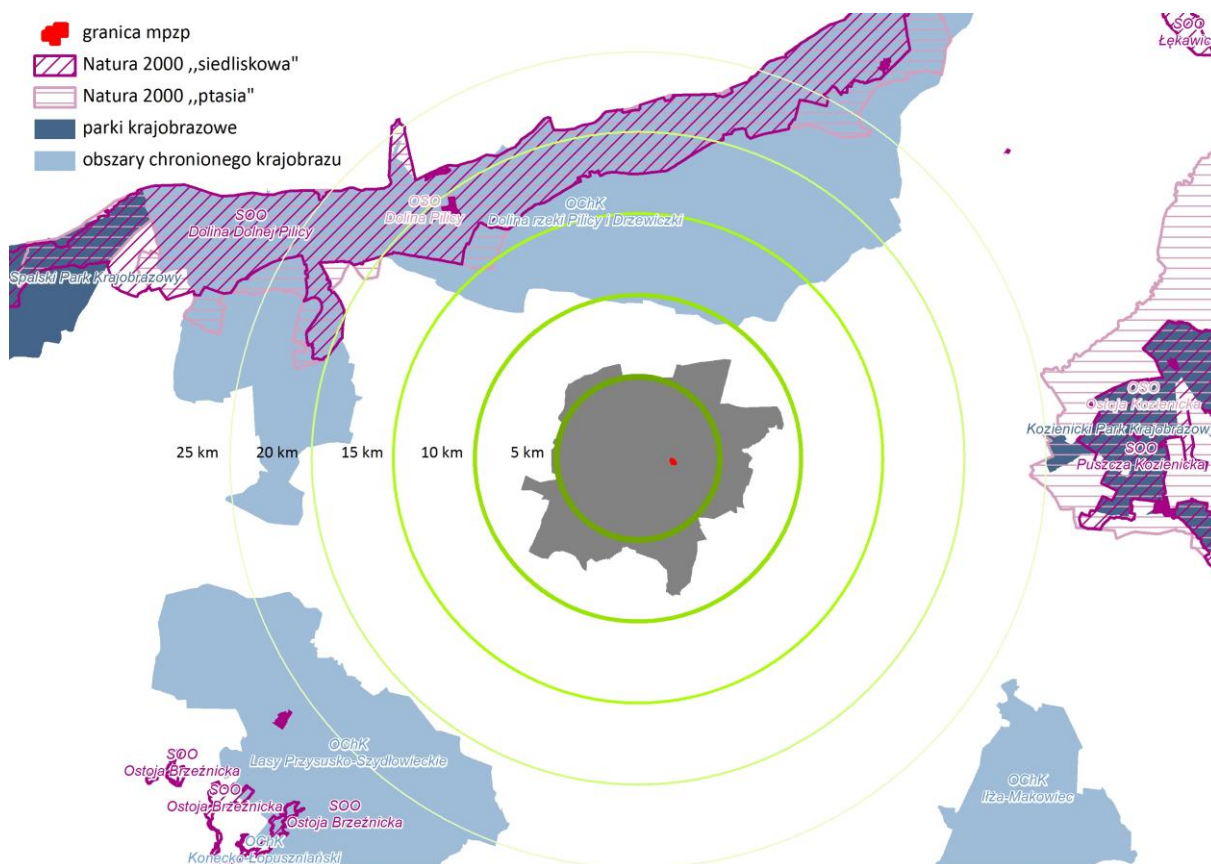 granica mpzp
Natura 2000 ,,siedliskowa"
Natura 2000 ,,ptasia"
parki krajobrazowe
obszary chronionego krajobrazu
SOO
Łękawica
SOO
Dolina Dolnej Pilicy
OSO
Dolina Pilicy
OChK
Dolina rzeki Pilicy i Drzewiczki
Spalski Park Krajobrazowy
OSO
Ostoja Kozienicka
Kozienicki Park Krajobrazowy
SOO
Puszcza Kozienicka
25 km
20 km
15 km
10 km
5 km
OChK
Lasy Przysusko-Szydłowieckie
SOO
Ostoja Brzeźnicka
SOO
Ostoja Brzeźnicka
SOO
Ostoja Brzeźnicka
OChK
Konecko-Łopuszniański
OChK
Iłża-Makowiec